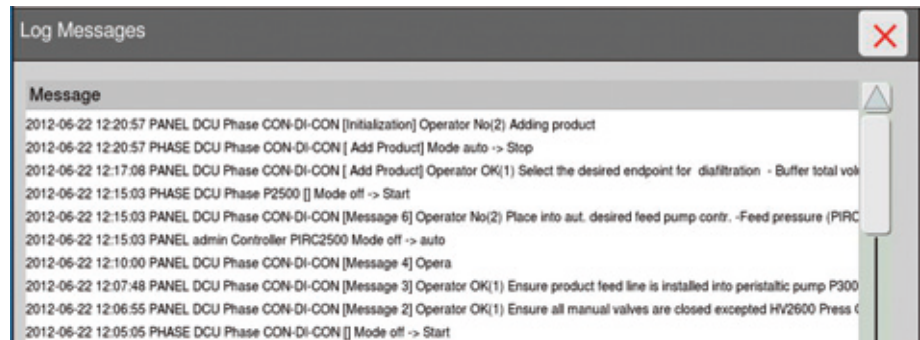 Log Messages
Message
2012-06-22 12:20:57 PANEL DCU Phase CON-DI-CON [Initialization] Operator No(2) Adding product
2012-06-22 12:20:57 PHASE DCU Phase CON-DI-CON [ Add Product] Mode auto -> Stop
2012-06-22 12:17:08 PANEL DCU Phase CON-DI-CON [ Add Product] Operator OK(1) Select the desired endpoint for diafiltration - Buffer total volu
2012-06-22 12:15:03 PHASE DCU Phase P2500 [] Mode off -> Start
2012-06-22 12:15:03 PANEL DCU Phase CON-DI-CON [Message 6] Operator No(2) Place into aut. desired feed pump contr. -Feed pressure (PIRC
2012-06-22 12:15:03 PANEL admin Controller PIRC2500 Mode off -> auto
2012-06-22 12:10:00 PANEL DCU Phase CON-DI-CON [Message 4] Opera
2012-06-22 12:07:48 PANEL DCU Phase CON-DI-CON [Message 3] Operator OK(1) Ensure product feed line is installed into peristaltic pump P300
2012-06-22 12:06:55 PANEL DCU Phase CON-DI-CON [Message 2] Operator OK(1) Ensure all manual valves are closed excepted HV2600 Press
2012-06-22 12:05:05 PHASE DCU Phase CON-DI-CON [] Mode off -> Start